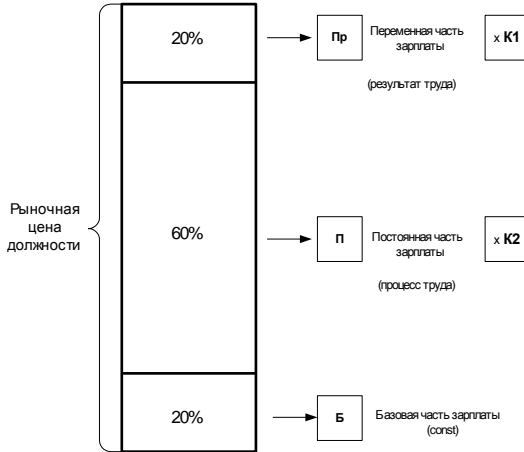 20%
Пр
Переменная часть
зарплаты
х К1
(результат труда)
Рыночная
цена
должности
60%
П
Постоянная часть
зарплаты
х К2
(процесс труда)
20%
Б
Базовая часть зарплаты
(const)